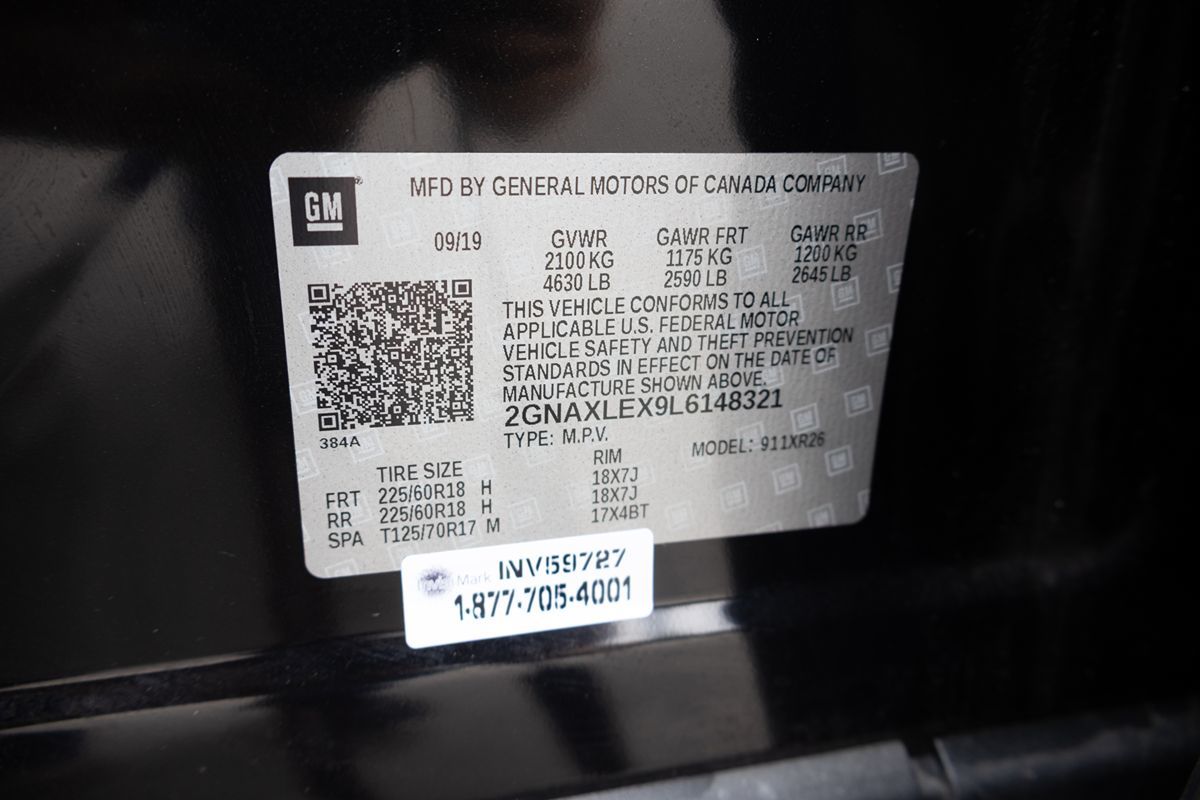 GM
MFD BY GENERAL MOTORS OF CANADA COMPANY
09/19
GVWR GAWR FRT GAWR RR
2100 KG 1175 KG 1200 KG
4630 LB 2590 LB 2645 LB
THIS VEHICLE CONFORMS TO ALL
APPLICABLE U.S. FEDERAL MOTOR
VEHICLE SAFETY AND THEFT PREVENTION
STANDARDS IN EFFECT ON THE DATE OF
MANUFACTURE SHOWN ABOVE.
2GNAXLEX9L6148321
384A
TYPE: M.P.V. MODEL: 911XR26
TIRE SIZE RIM
FRT 225/60R18 H 18X7J
RR 225/60R18 H 18X7J
SPA T125/70R17 M 17X4BT
Mark INV59727
1-877-705-4001